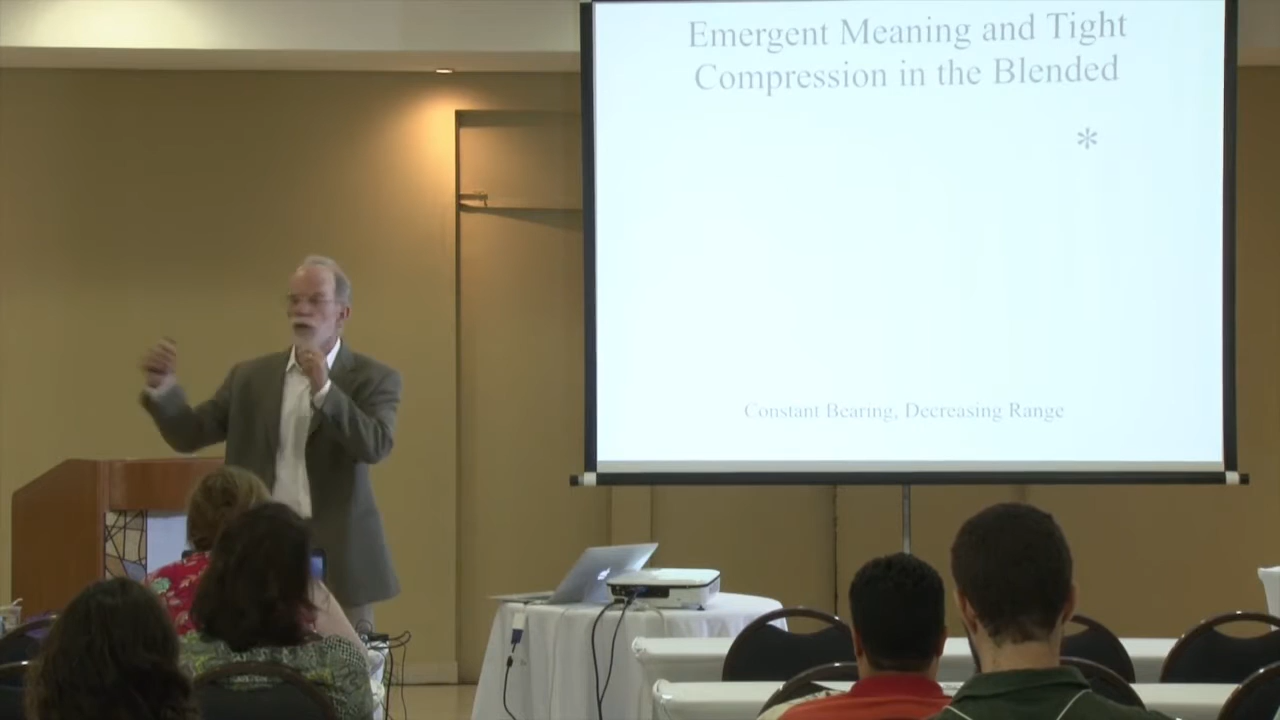 Emergent Meaning and Tight
Compression in the Blended
*
Constant Bearing, Decreasing Range